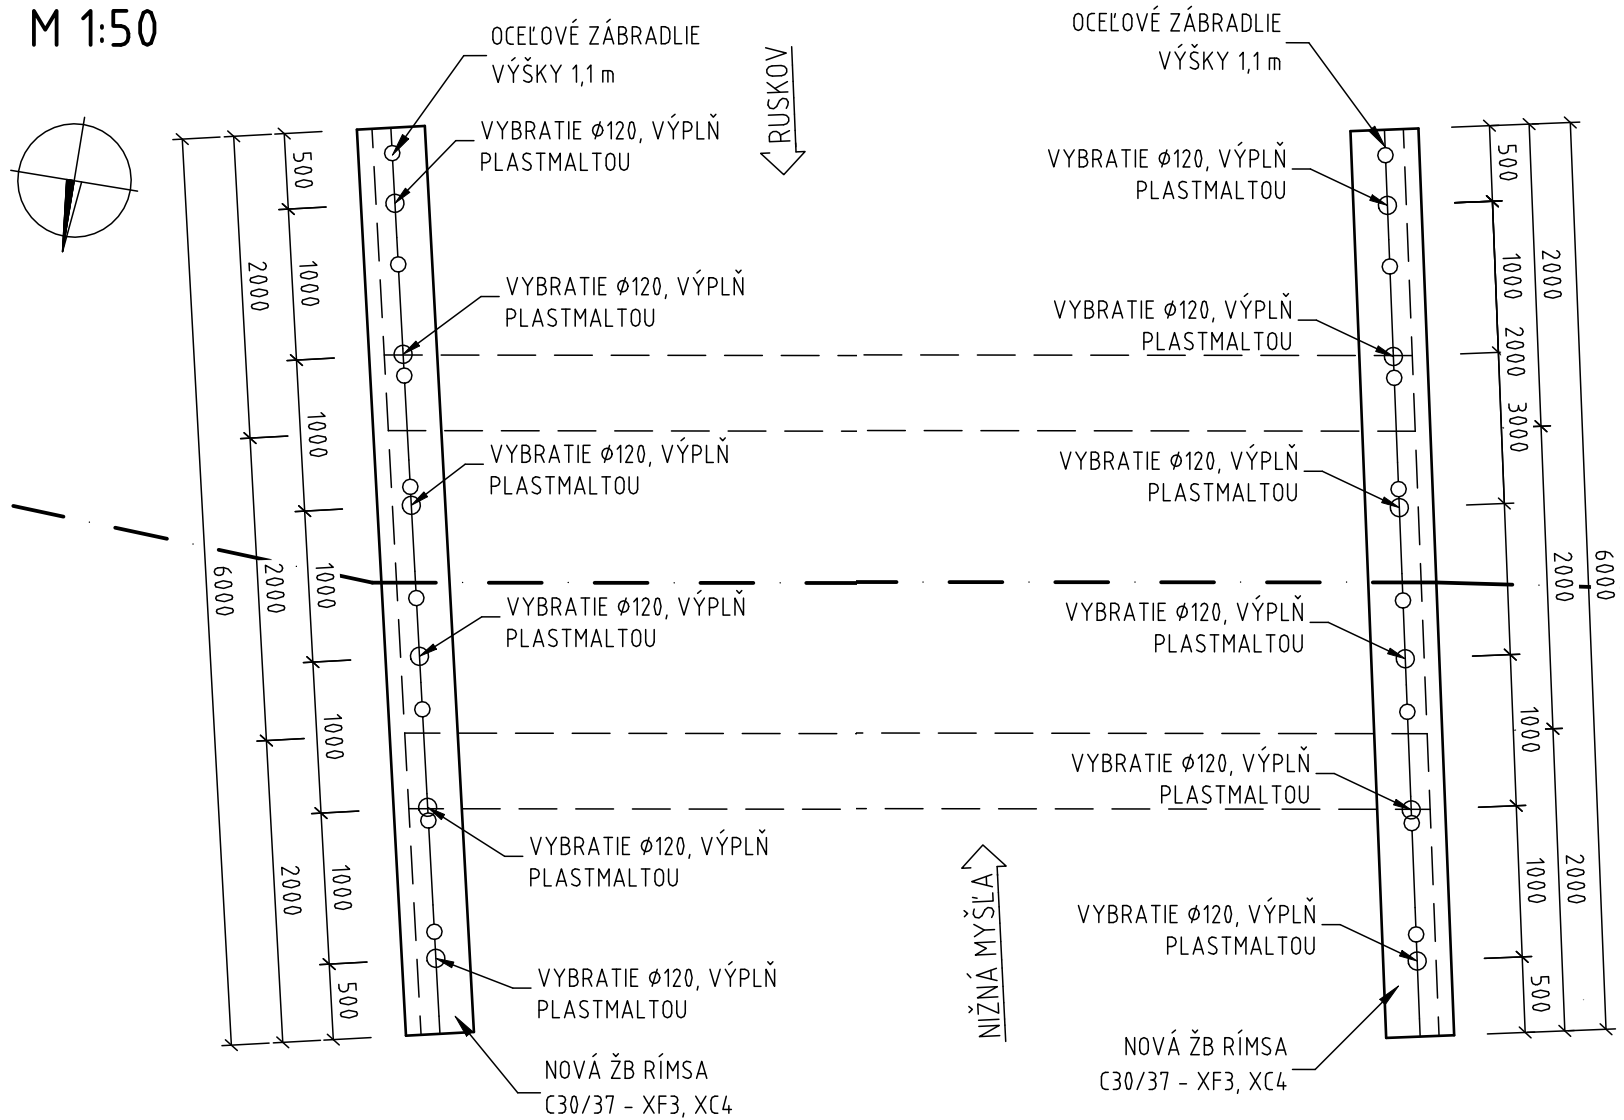 M 1:50
OCEĽOVÉ ZÁBRADLIE
VÝŠKY 1,1 m
VYBRATIE Ø120, VÝPLŇ
PLASTMALTOU
VYBRATIE Ø120, VÝPLŇ
PLASTMALTOU
VYBRATIE Ø120, VÝPLŇ
PLASTMALTOU
VYBRATIE Ø120, VÝPLŇ
PLASTMALTOU
VYBRATIE Ø120, VÝPLŇ
PLASTMALTOU
VYBRATIE Ø120, VÝPLŇ
PLASTMALTOU
NOVÁ ŽB RÍMSA
C30/37 - XF3, XC4
500
1000
1000
1000
1000
1000
500
2000
2000
2000
6000
RUSKOV
NIŽNÁ MYŠĽA
OCEĽOVÉ ZÁBRADLIE
VÝŠKY 1,1 m
VYBRATIE Ø120, VÝPLŇ
PLASTMALTOU
VYBRATIE Ø120, VÝPLŇ
PLASTMALTOU
VYBRATIE Ø120, VÝPLŇ
PLASTMALTOU
VYBRATIE Ø120, VÝPLŇ
PLASTMALTOU
VYBRATIE Ø120, VÝPLŇ
PLASTMALTOU
VYBRATIE Ø120, VÝPLŇ
PLASTMALTOU
NOVÁ ŽB RÍMSA
C30/37 - XF3, XC4
500
1000
2000
3000
1000
1000
500
2000
2000
2000
6000